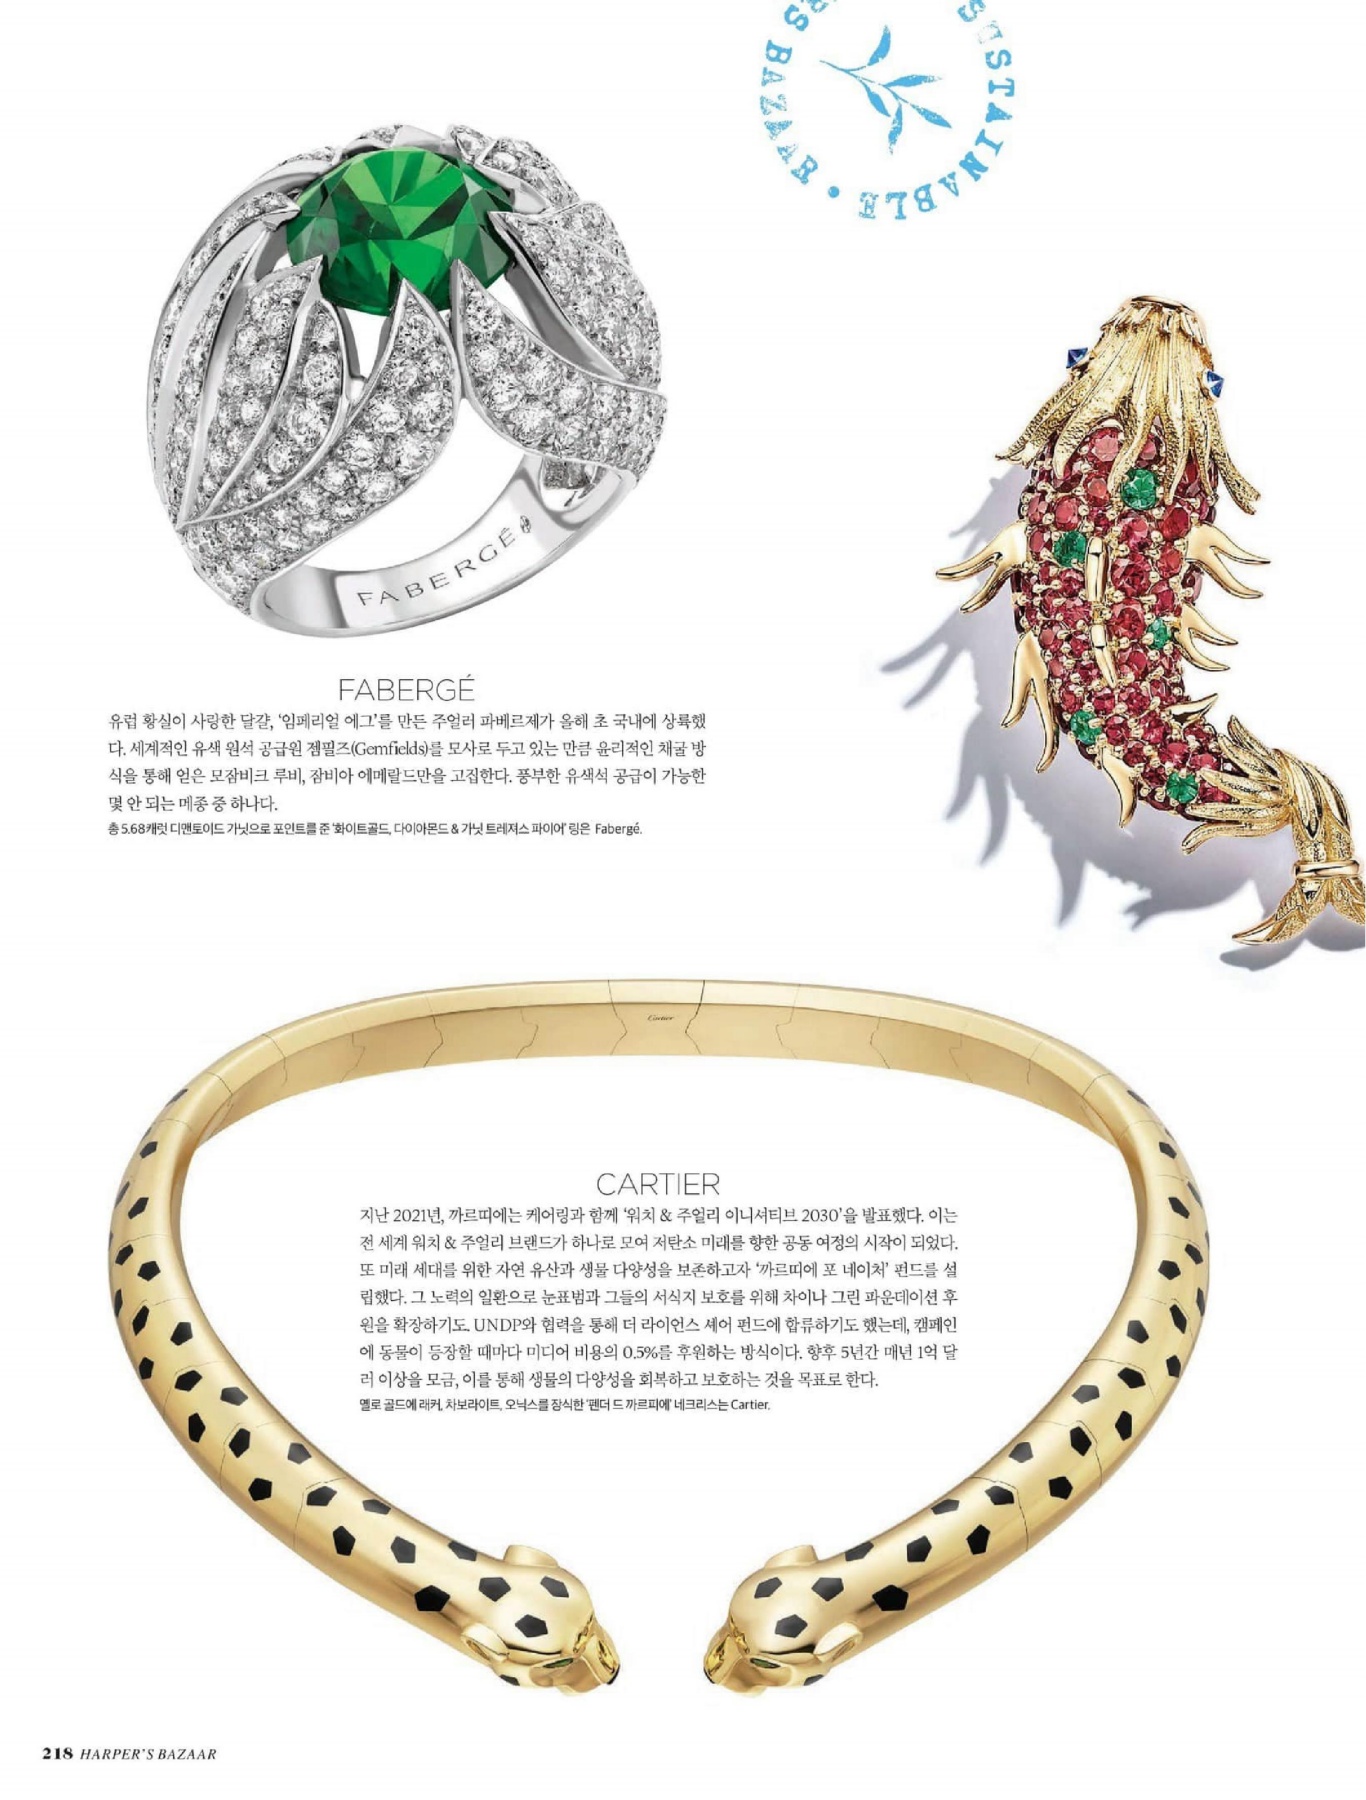 HARPER'S BAZAAR • SUSTAINABLE
FABERGÉ
FABERGÉ
유럽 황실이 사랑한 달걀, '임페리얼 에그'를 만든 주얼러 파베르제가 올해 초 국내에 상륙했
다. 세계적인 유색 원석 공급원 젬필즈(Gemfields)를 모사로 두고 있는 만큼 윤리적인 채굴 방
식을 통해 얻은 모잠비크 루비, 잠비아 에메랄드만을 고집한다. 풍부한 유색석 공급이 가능한
몇 안 되는 메종 중 하나다.
총 5.68캐럿 디맨토이드 가닛으로 포인트를 준 '화이트골드, 다이아몬드 & 가닛 트레저스 파이어' 링은 Fabergé.
Cartier
CARTIER
지난 2021년, 까르띠에는 케어링과 함께 '워치 & 주얼리 이니셔티브 2030'을 발표했다. 이는
전 세계 워치 & 주얼리 브랜드가 하나로 모여 저탄소 미래를 향한 공동 여정의 시작이 되었다.
또 미래 세대를 위한 자연 유산과 생물 다양성을 보존하고자 '까르띠에 포 네이처' 펀드를 설
립했다. 그 노력의 일환으로 눈표범과 그들의 서식지 보호를 위해 차이나 그린 파운데이션 후
원을 확장하기도. UNDP와 협력을 통해 더 라이언스 셰어 펀드에 합류하기도 했는데, 캠페인
에 동물이 등장할 때마다 미디어 비용의 0.5%를 후원하는 방식이다. 향후 5년간 매년 1억 달
러 이상을 모금, 이를 통해 생물의 다양성을 회복하고 보호하는 것을 목표로 한다.
옐로 골드에 래커, 차보라이트, 오닉스를 장식한 '팬더 드 까르띠에' 네크리스는 Cartier.
218 HARPER'S BAZAAR